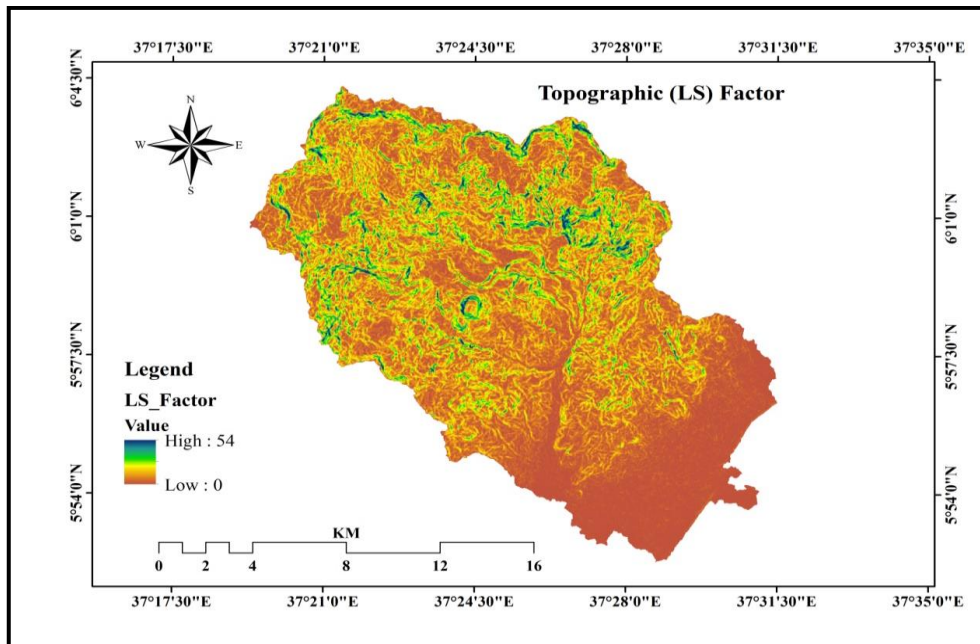 37°17'30"E 37°21'0"E 37°24'30"E 37°28'0"E 37°31'30"E 37°35'0"E
Topographic (LS) Factor
N
W E
S
6°4'30"N
6°1'0"N 6°1'0"N
5°57'30"N 5°57'30"N
5°54'0"N 5°54'0"N
Legend
LS_Factor
Value
High : 54
Low : 0
KM
0 2 4 8 12 16
37°17'30"E 37°21'0"E 37°24'30"E 37°28'0"E 37°31'30"E 37°35'0"E